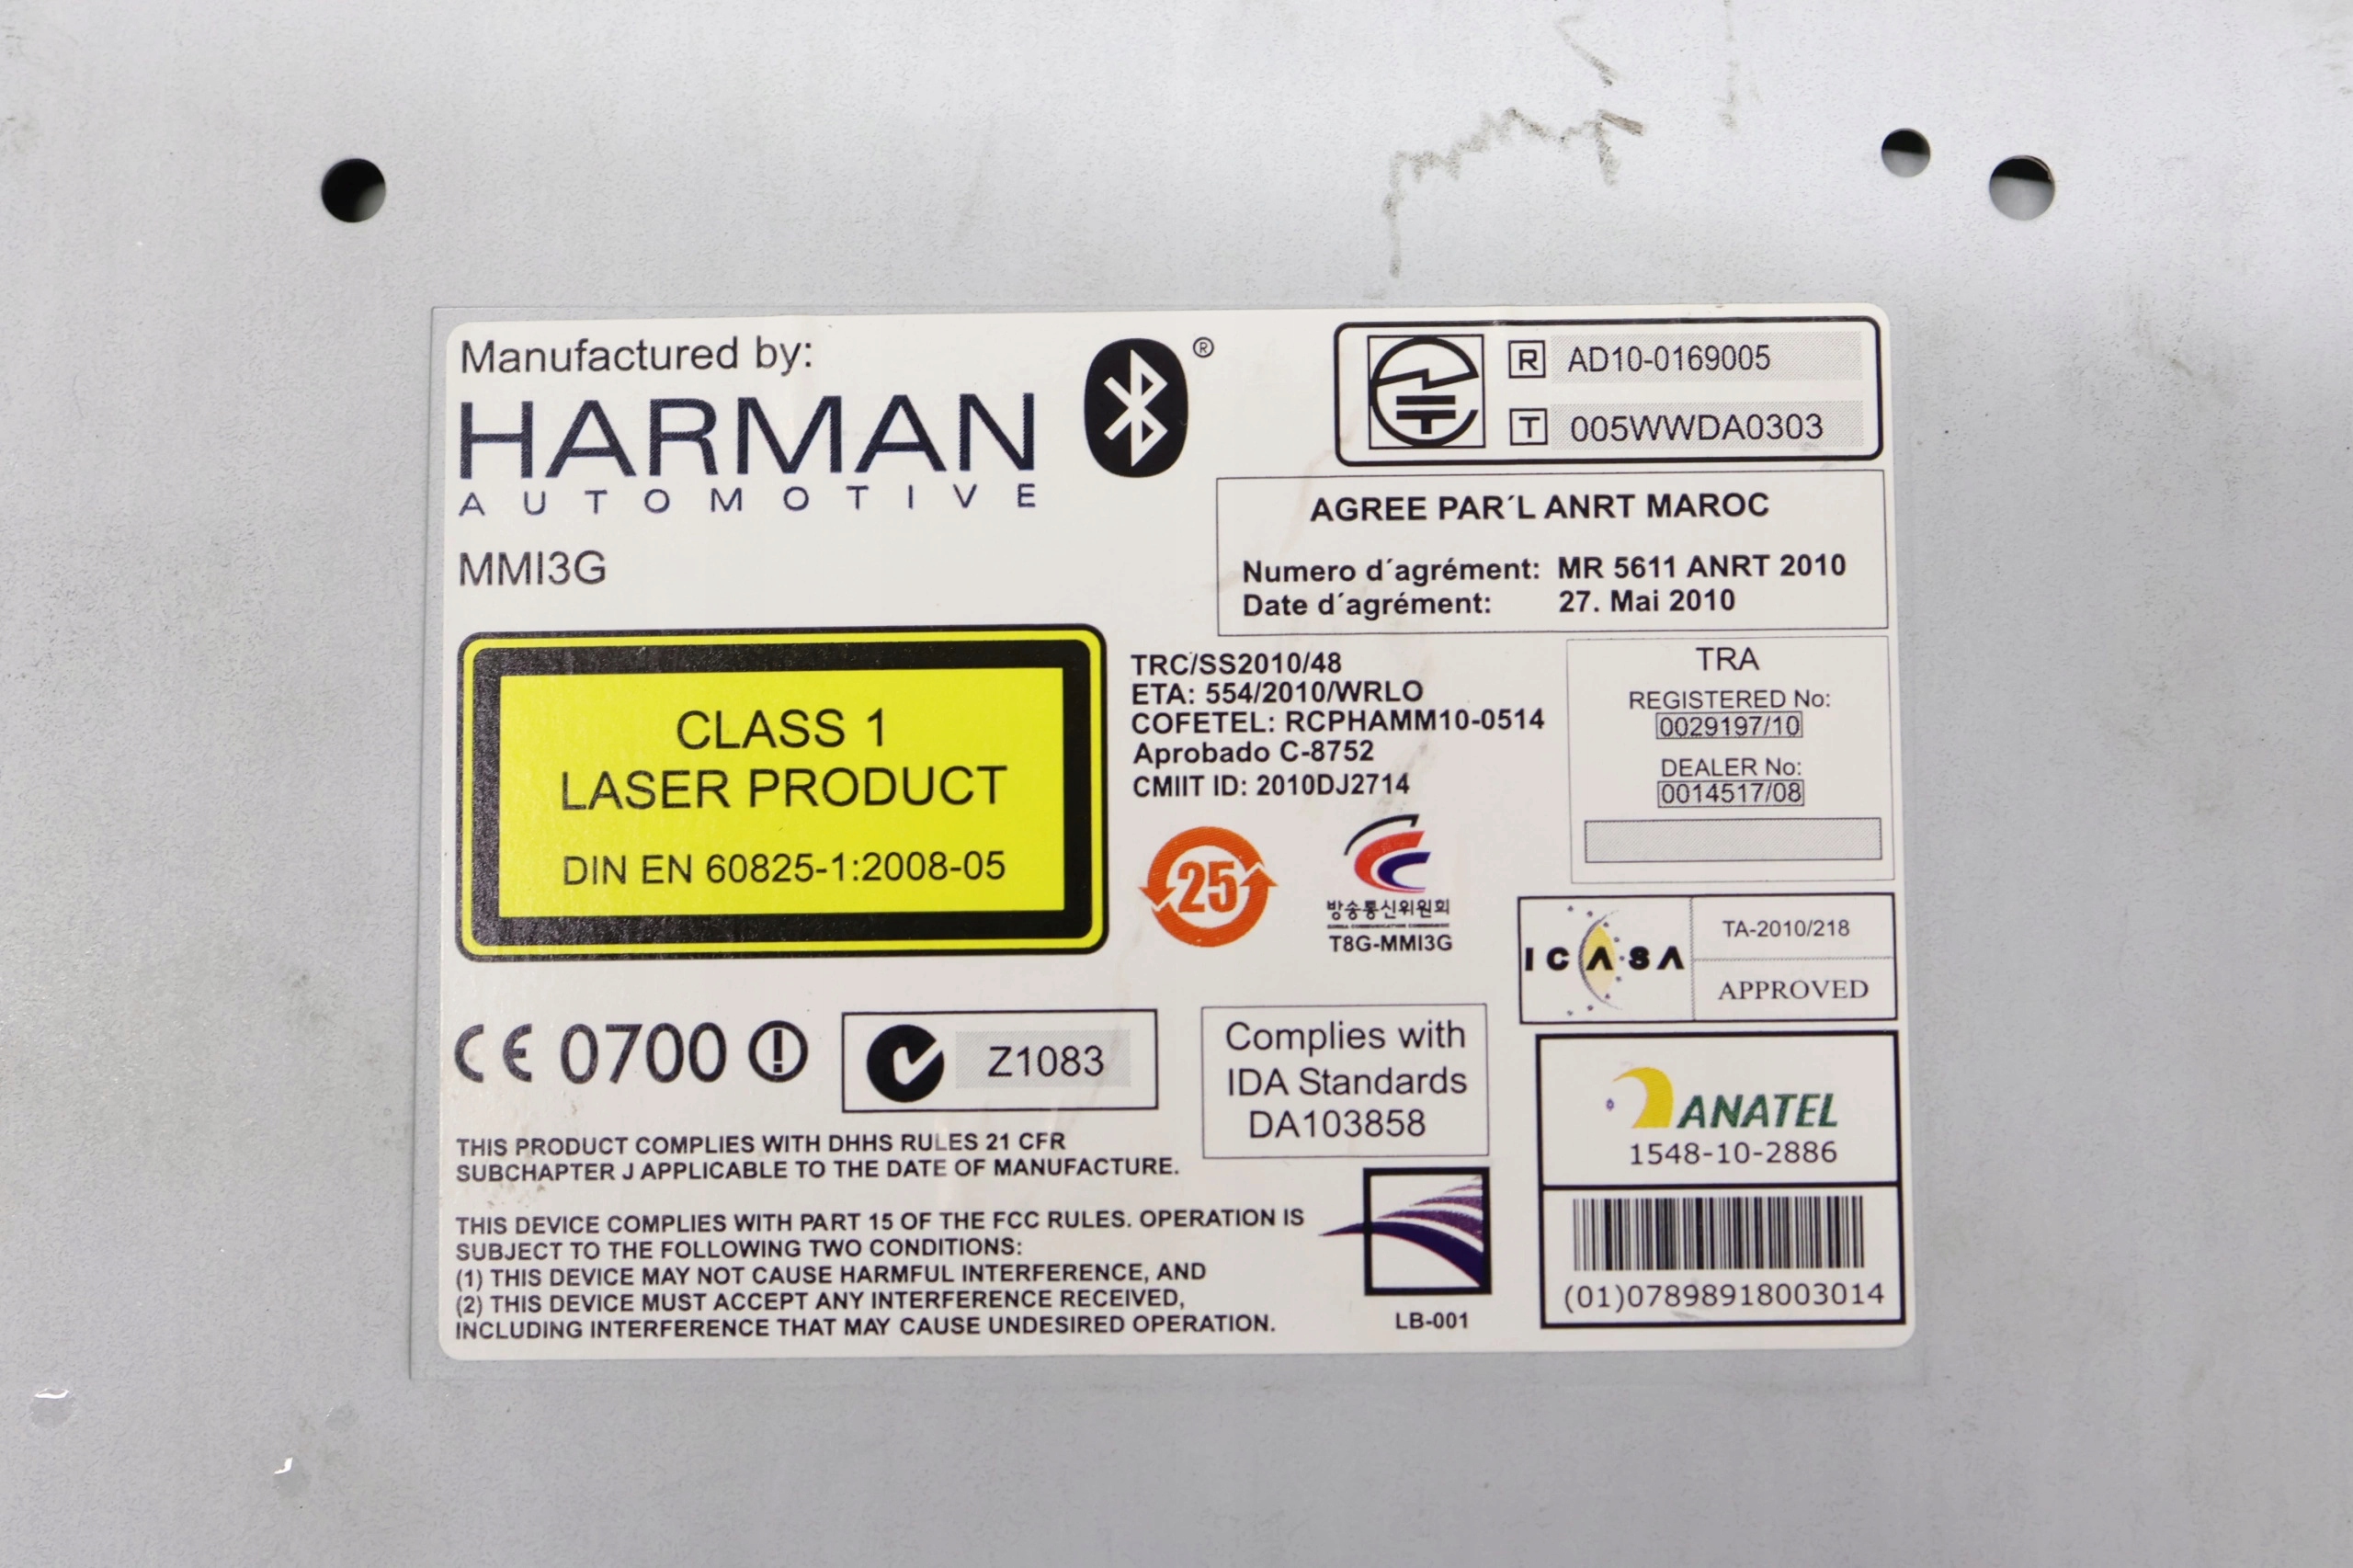 Manufactured by:
HARMAN
AUTOMOTIVE
®
MMI3G
R AD10-0169005
T 005WWDA0303
AGREE PAR´L ANRT MAROC
Numero d´agrément: MR 5611 ANRT 2010
Date d´agrément: 27. Mai 2010
CLASS 1
LASER PRODUCT
DIN EN 60825-1:2008-05
TRC/SS2010/48
ETA: 554/2010/WRLO
COFETEL: RCPHAMM10-0514
Aprobado C-8752
CMIIT ID: 2010DJ2714
TRA
REGISTERED No:
0029197/10
DEALER No:
0014517/08
25
방송통신위원회
KOREA COMMUNICATIONS COMMISSION
T8G-MMI3G
ICASA
TA-2010/218
APPROVED
CE 0700
Z1083
Complies with
IDA Standards
DA103858
ANATEL
1548-10-2886
(01)07898918003014
THIS PRODUCT COMPLIES WITH DHHS RULES 21 CFR
SUBCHAPTER J APPLICABLE TO THE DATE OF MANUFACTURE.
THIS DEVICE COMPLIES WITH PART 15 OF THE FCC RULES. OPERATION IS
SUBJECT TO THE FOLLOWING TWO CONDITIONS:
(1) THIS DEVICE MAY NOT CAUSE HARMFUL INTERFERENCE, AND
(2) THIS DEVICE MUST ACCEPT ANY INTERFERENCE RECEIVED,
INCLUDING INTERFERENCE THAT MAY CAUSE UNDESIRED OPERATION.
LB-001